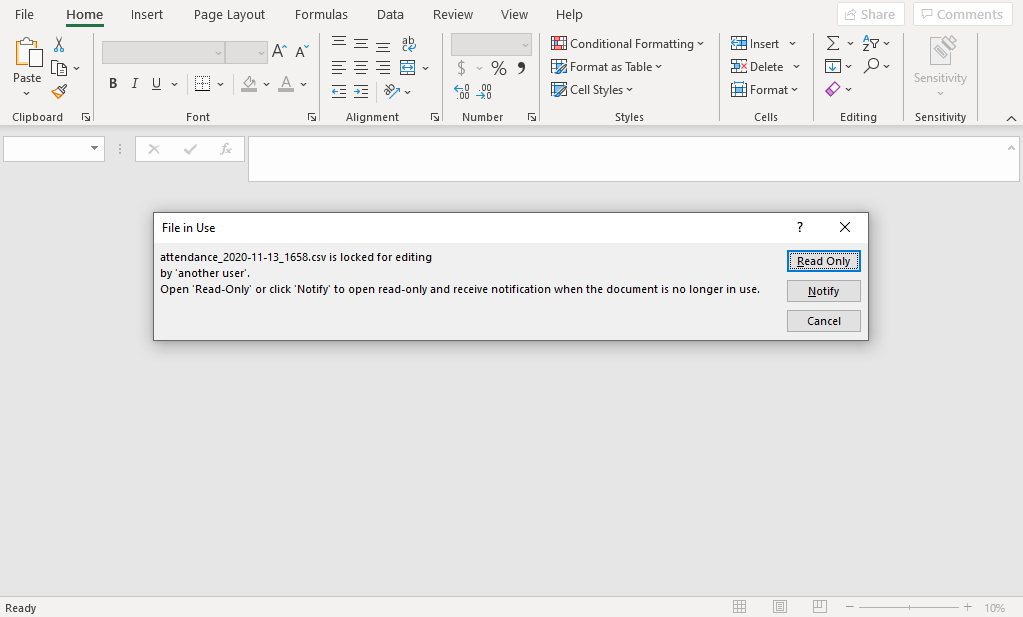 File Home Insert Page Layout Formulas Data Review View Help Share Comments
Paste
B I U
A A
A
ab
$ % 9
.00
.0
.0
.00
Conditional Formatting
Format as Table
Cell Styles
Insert
Delete
Format
Sensitivity
Clipboard Font Alignment Number Styles Cells Editing Sensitivity
fx
File in Use ?
attendance_2020-11-13_1658.csv is locked for editing
by 'another user'.
Open 'Read-Only' or click 'Notify' to open read-only and receive notification when the document is no longer in use.
Read Only
Notify
Cancel
Ready 10%